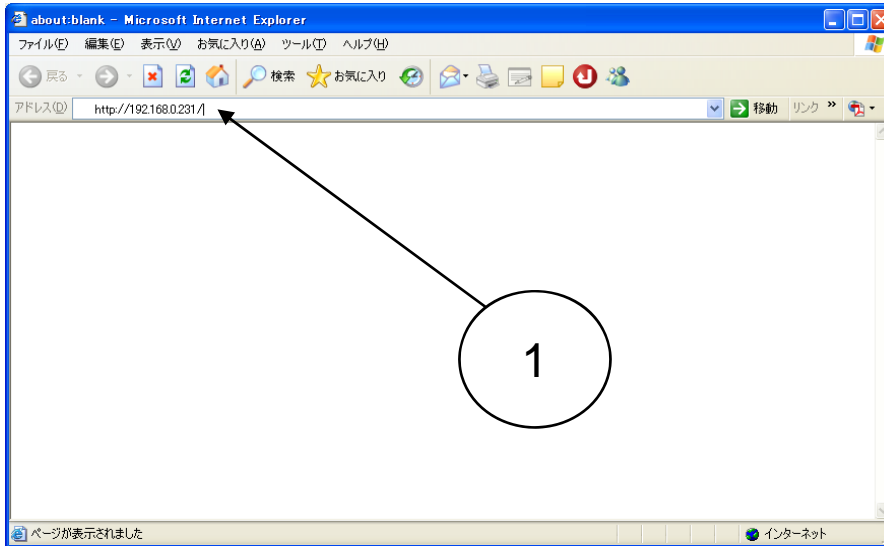 about:blank - Microsoft Internet Explorer
ファイル(F) 編集(E) 表示(V) お気に入り(A) ツール(T) ヘルプ(H)
戻る 検索 お気に入り
アドレス(D) http://192.168.0.231/ 移動 リンク »
1
ページが表示されました インターネット